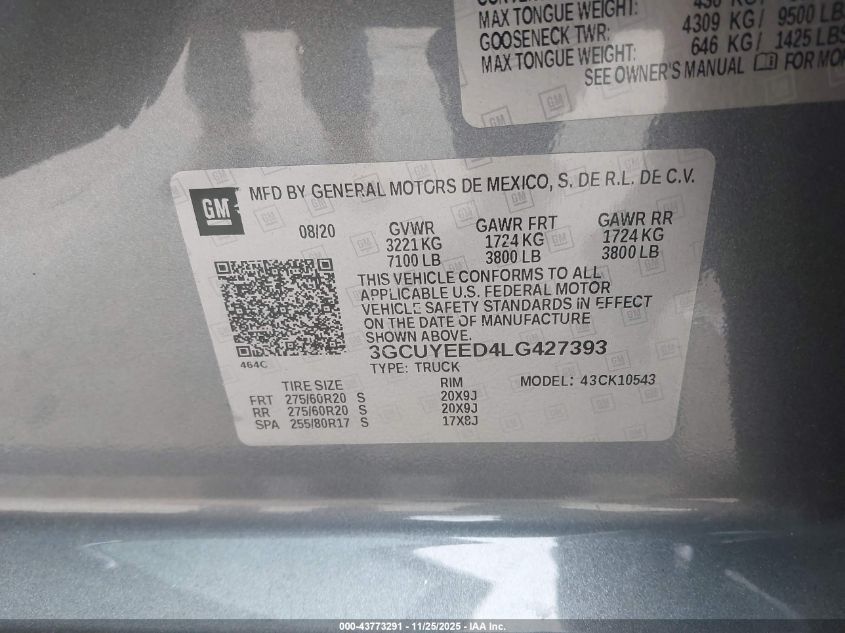 MAX TONGUE WEIGHT: 4309 KG / 9500 LB
GOOSENECK TWR: 646 KG / 1425 LBS
MAX TONGUE WEIGHT:
SEE OWNER'S MANUAL FOR MOR
GM MFD BY GENERAL MOTORS DE MEXICO, S. DE R.L. DE C.V.
08/20 GVWR GAWR FRT GAWR RR
3221 KG 1724 KG 1724 KG
7100 LB 3800 LB 3800 LB
THIS VEHICLE CONFORMS TO ALL
APPLICABLE U.S. FEDERAL MOTOR
VEHICLE SAFETY STANDARDS IN EFFECT
ON THE DATE OF MANUFACTURE
SHOWN ABOVE.
464C
3GCUYEED4LG427393
TYPE: TRUCK
TIRE SIZE RIM MODEL: 43CK10543
FRT 275/60R20 S 20X9J
RR 275/60R20 S 20X9J
SPA 255/80R17 S 17X8J
000-43773291 - 11/25/2025 - IAA Inc.